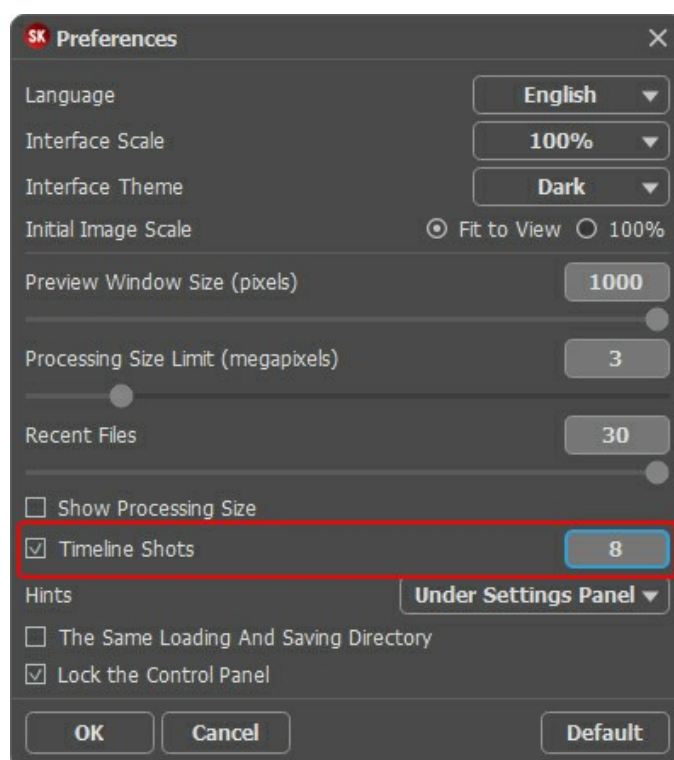 SK Preferences
Language English
Interface Scale 100%
Interface Theme Dark
Initial Image Scale Fit to View 100%
Preview Window Size (pixels) 1000
Processing Size Limit (megapixels) 3
Recent Files 30
Show Processing Size
Timeline Shots 8
Hints Under Settings Panel
The Same Loading And Saving Directory
Lock the Control Panel
OK Cancel Default